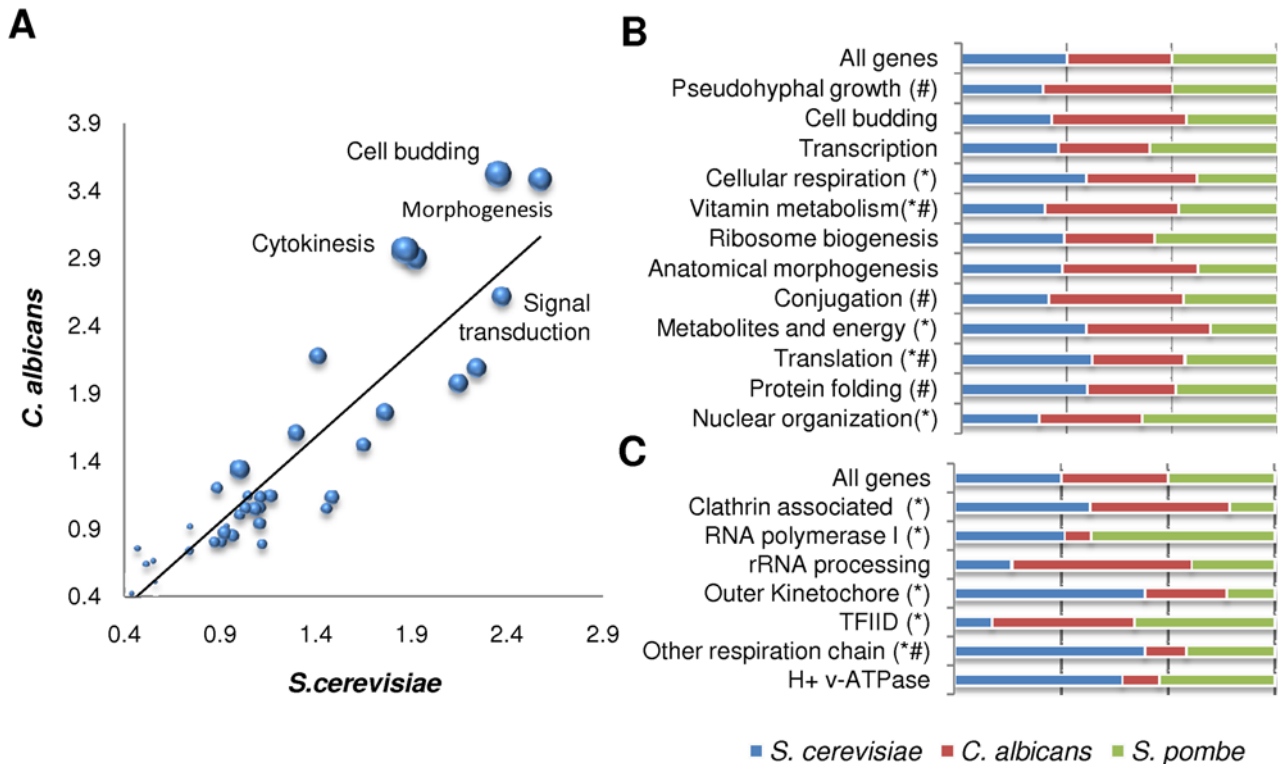 A
3.9
3.4
2.9
2.4
1.9
1.4
0.9
0.4
C. albicans
Cell budding
Morphogenesis
Cytokinesis
Signal
transduction
0.4 0.9 1.4 1.9 2.4 2.9
S.cerevisiae
B
All genes
Pseudohyphal growth (#)
Cell budding
Transcription
Cellular respiration (*)
Vitamin metabolism(*#)
Ribosome biogenesis
Anatomical morphogenesis
Conjugation (#)
Metabolites and energy (*)
Translation (*#)
Protein folding (#)
Nuclear organization(*)
C
All genes
Clathrin associated (*)
RNA polymerase I (*)
rRNA processing
Outer Kinetochore (*)
TFIID (*)
Other respiration chain (*#)
H+ v-ATPase
S. cerevisiae C. albicans S. pombe